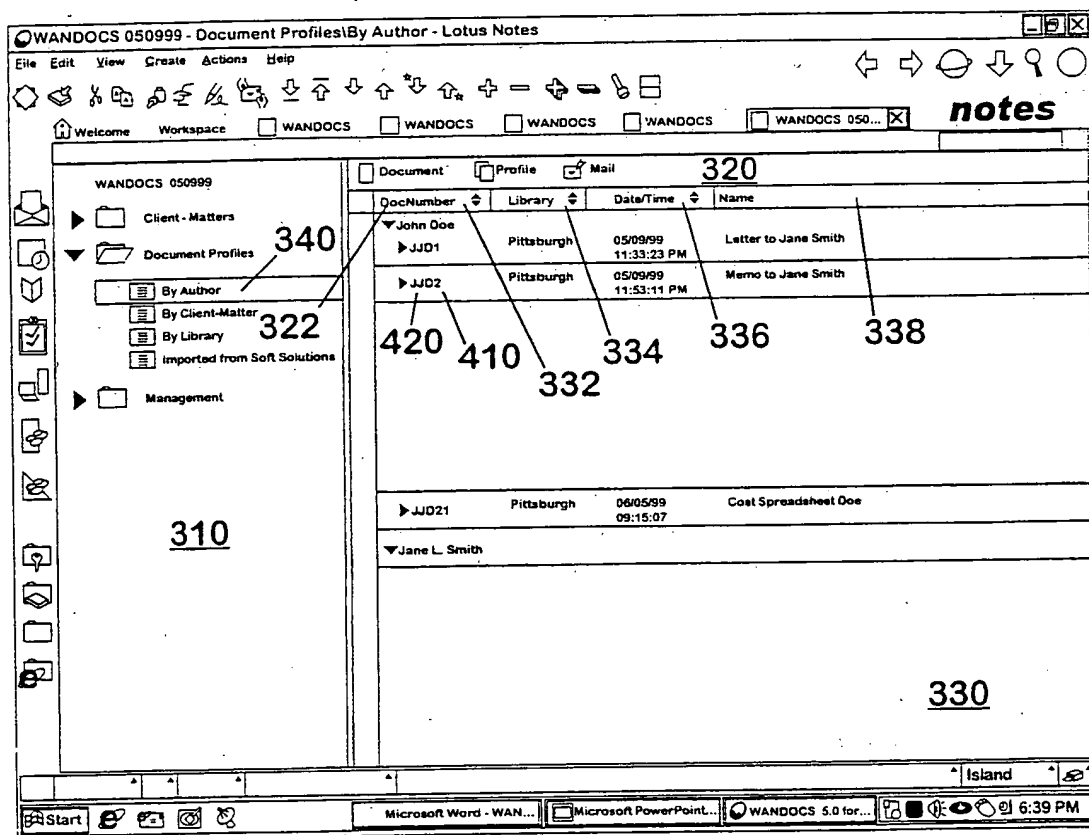 WANDOCS 050999 - Document Profiles\By Author - Lotus Notes
File Edit View Create Actions Help
notes
Welcome Workspace WANDOCS WANDOCS WANDOCS WANDOCS WANDOCS 050...
WANDOCS 050999
Document Profile Mail 320
DocNumber Library Date/Time Name
Client - Matters
Document Profiles
340
By Author
By Client-Matter
By Library
Imported from Soft Solutions
Management
310
John Doe
JJD1 Pittsburgh 05/09/99 Letter to Jane Smith
11:33:23 PM
JJD2 Pittsburgh 05/09/99 Memo to Jane Smith
11:53:11 PM
322 420 410 332 334 336 338
JJD21 Pittsburgh 06/05/99 Cost Spreadsheet Doe
09:15:07
Jane L. Smith
330
Island
Start Microsoft Word - WAN... Microsoft PowerPoint... WANDOCS 5.0 for... 6:39 PM